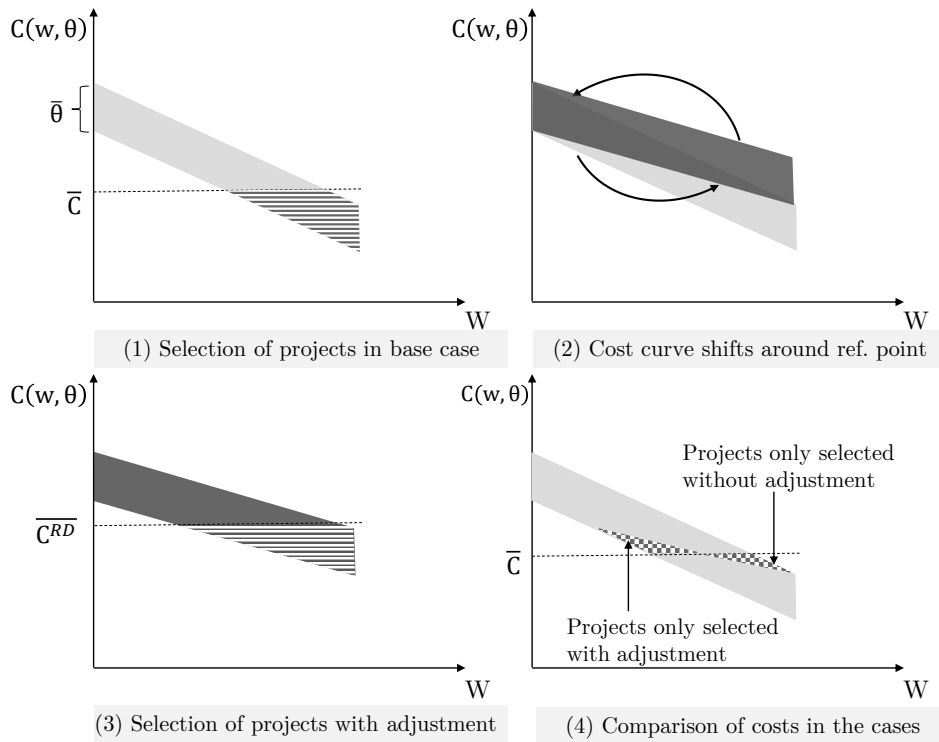 C(w, θ)
θ̅
C̅
W
(1) Selection of projects in base case
C(w, θ)
W
(2) Cost curve shifts around ref. point
C(w, θ)
\overline{C^{RD}}
W
(3) Selection of projects with adjustment
C(w, θ)
Projects only selected
without adjustment
C̅
Projects only selected
with adjustment
W
(4) Comparison of costs in the cases